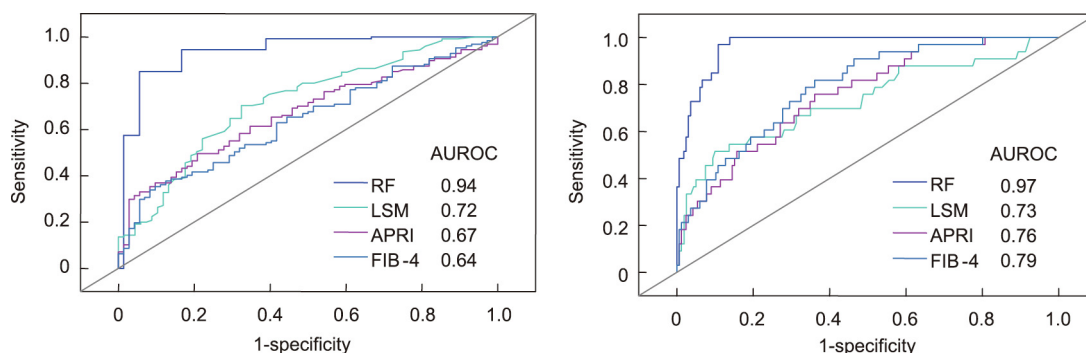 1.0
0.8
0.6
0.4
0.2
0
Sensitivity
AUROC
RF 0.94
LSM 0.72
APRI 0.67
FIB-4 0.64
0 0.2 0.4 0.6 0.8 1.0
1-specificity
1.0
0.8
0.6
0.4
0.2
0
Sensitivity
AUROC
RF 0.97
LSM 0.73
APRI 0.76
FIB-4 0.79
0 0.2 0.4 0.6 0.8 1.0
1-specificity